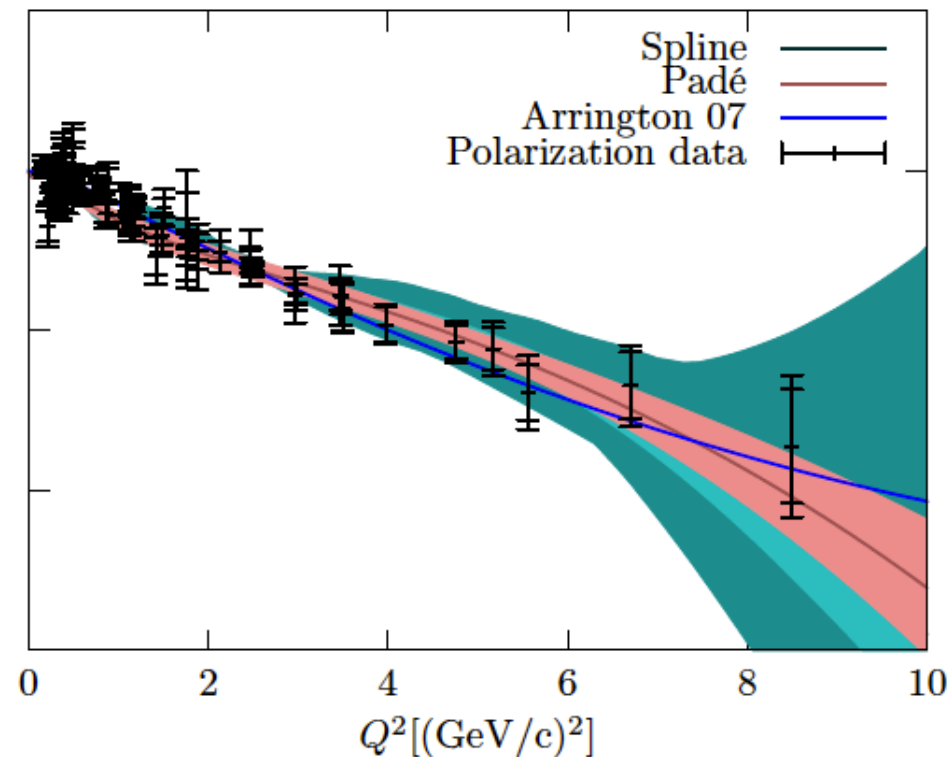 Spline
Padé
Arrington 07
Polarization data
0 2 4 6 8 10
Q²[(GeV/c)²]